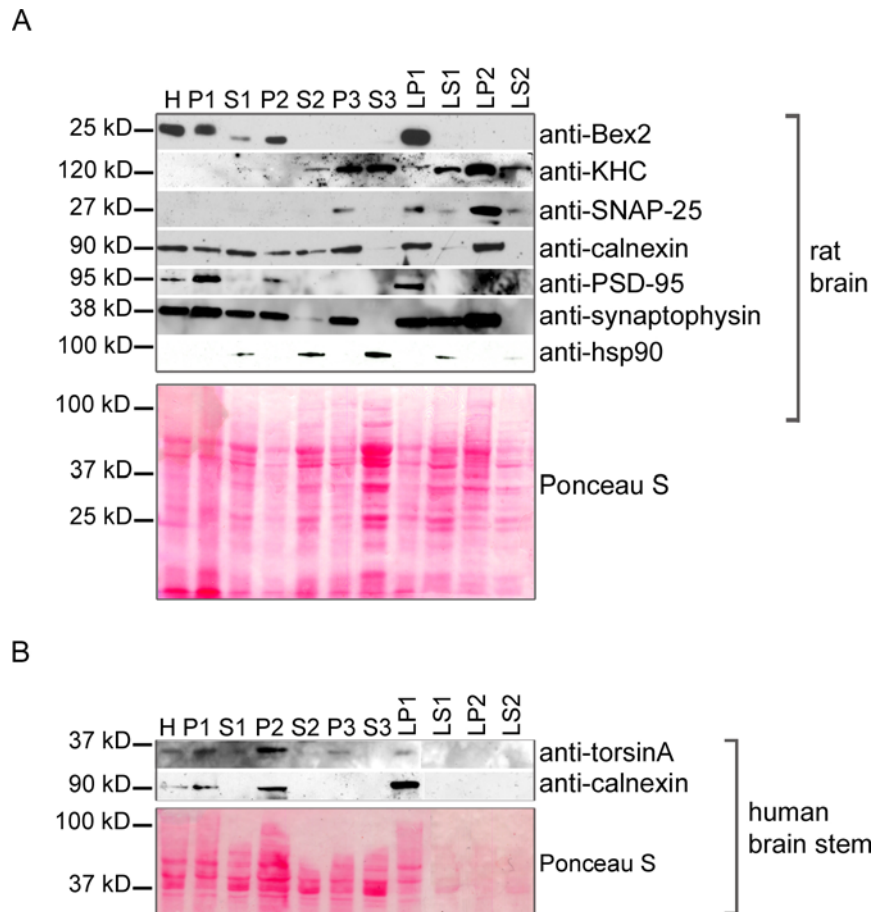 A
H P1 S1 P2 S2 P3 S3 LP1 LS1 LP2 LS2
25 kD anti-Bex2
120 kD anti-KHC
27 kD anti-SNAP-25
90 kD anti-calnexin
95 kD anti-PSD-95
38 kD anti-synaptophysin
100 kD anti-hsp90
rat
brain
100 kD
37 kD Ponceau S
25 kD
B
H P1 S1 P2 S2 P3 S3 LP1 LS1 LP2 LS2
37 kD anti-torsinA
90 kD anti-calnexin
100 kD
37 kD Ponceau S
human
brain stem